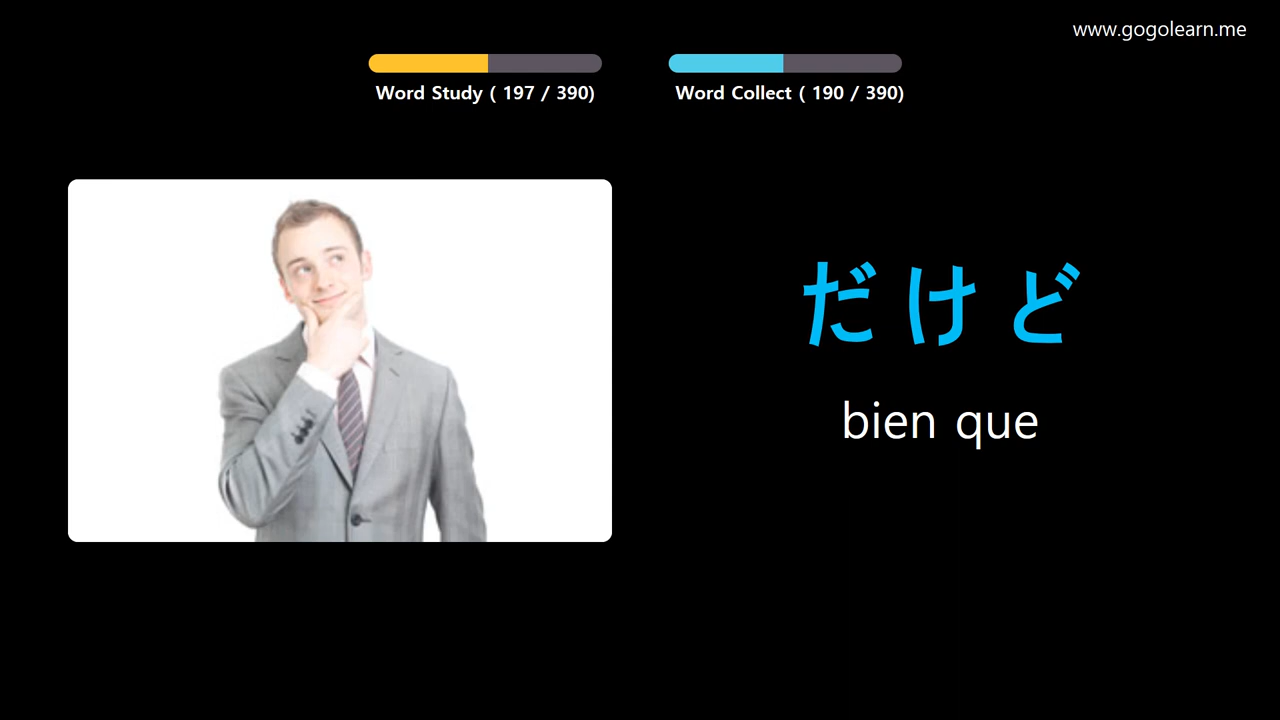 www.gogolearn.me
Word Study ( 197 / 390)
Word Collect ( 190 / 390)
だけど
bien que